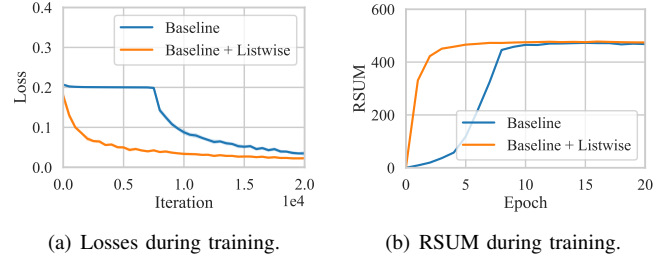 0.4
0.3
0.2
0.1
0.0
Loss
Baseline
Baseline + Listwise
0.0 0.5 1.0 1.5 2.0
Iteration
1e4
(a) Losses during training.
600
400
200
0
RSUM
Baseline
Baseline + Listwise
0 5 10 15 20
Epoch
(b) RSUM during training.